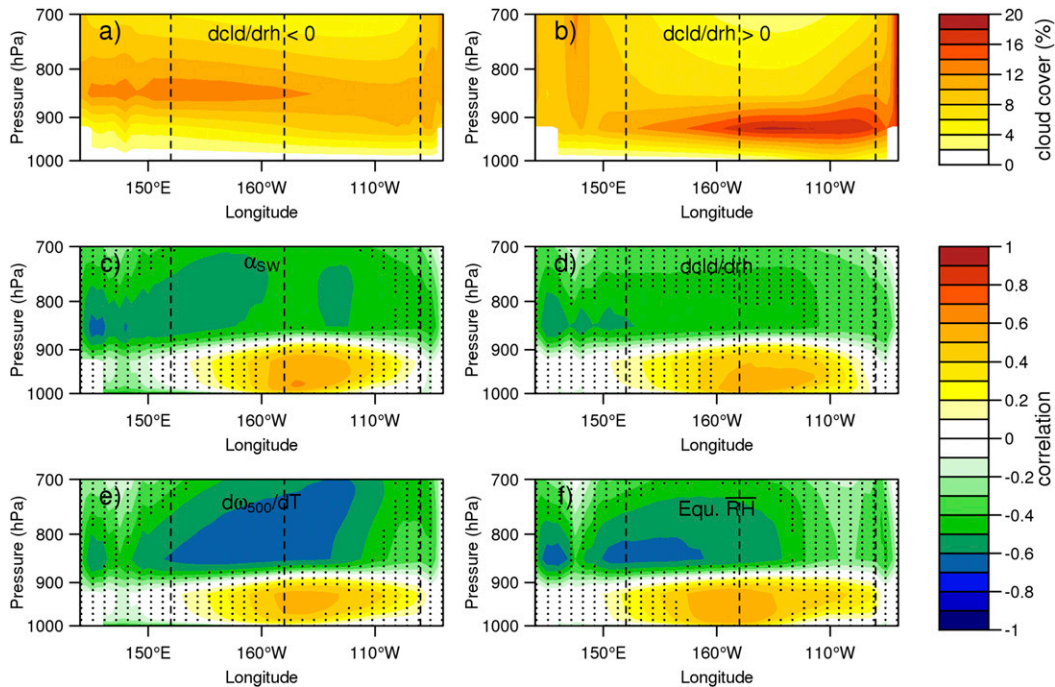 a) dcld/drh < 0
Pressure (hPa)
700
800
900
1000
150°E 160°W 110°W
Longitude
b) dcld/drh > 0
Pressure (hPa)
700
800
900
1000
150°E 160°W 110°W
Longitude
20
16
12
8
4
0
cloud cover (%)
c) αSW
Pressure (hPa)
700
800
900
1000
150°E 160°W 110°W
Longitude
d) dcld/drh
Pressure (hPa)
700
800
900
1000
150°E 160°W 110°W
Longitude
e) dω500/dT
Pressure (hPa)
700
800
900
1000
150°E 160°W 110°W
Longitude
f) Equ. RH
Pressure (hPa)
700
800
900
1000
150°E 160°W 110°W
Longitude
1
0.8
0.6
0.4
0.2
0
-0.2
-0.4
-0.6
-0.8
-1
correlation